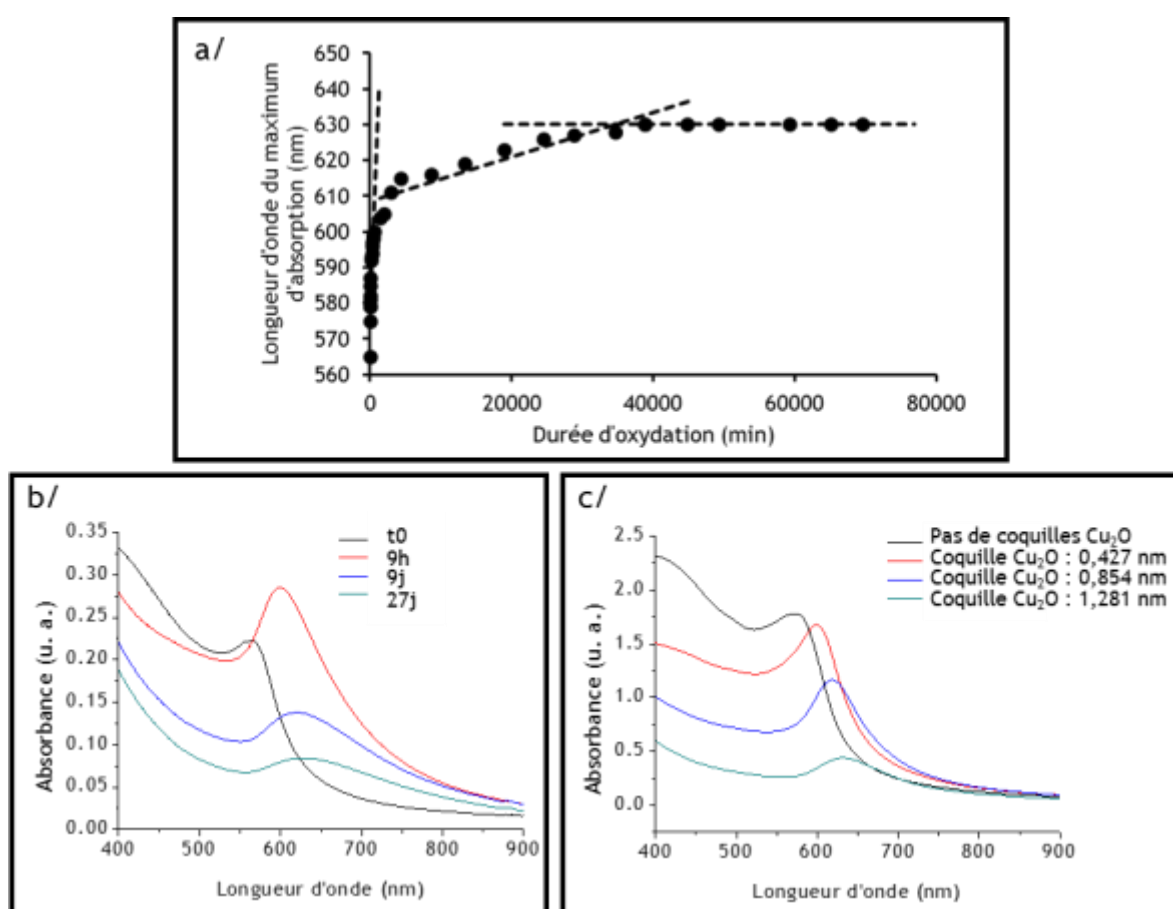 a/
Longueur d'onde du maximum
d'absorption (nm)
650
640
630
620
610
600
590
580
570
560
0
20000
40000
60000
80000
Durée d'oxydation (min)
b/
Absorbance (u. a.)
0.35
0.30
0.25
0.20
0.15
0.10
0.05
0.00
t0
9h
9j
27j
400
500
600
700
800
900
Longueur d'onde (nm)
c/
Absorbance (u. a.)
2.5
2.0
1.5
1.0
0.5
0.0
Pas de coquilles Cu₂O
Coquille Cu₂O : 0,427 nm
Coquille Cu₂O : 0,854 nm
Coquille Cu₂O : 1,281 nm
400
500
600
700
800
900
Longueur d'onde (nm)